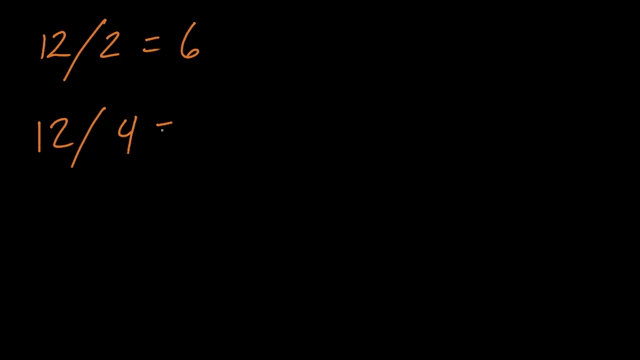 12/2 = 6
12/4 =